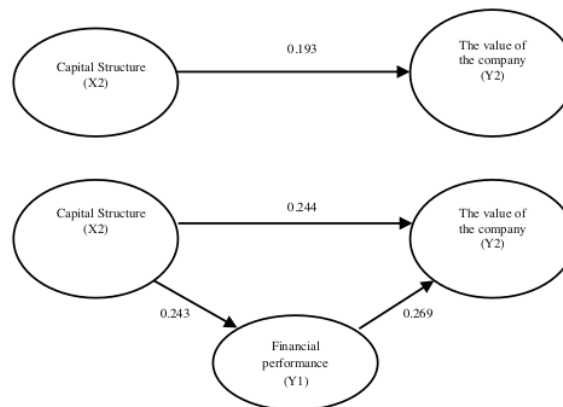 Capital Structure
(X2)
0.193
The value of
the company
(Y2)
Capital Structure
(X2)
0.244
The value of
the company
(Y2)
0.243
0.269
Financial
performance
(Y1)